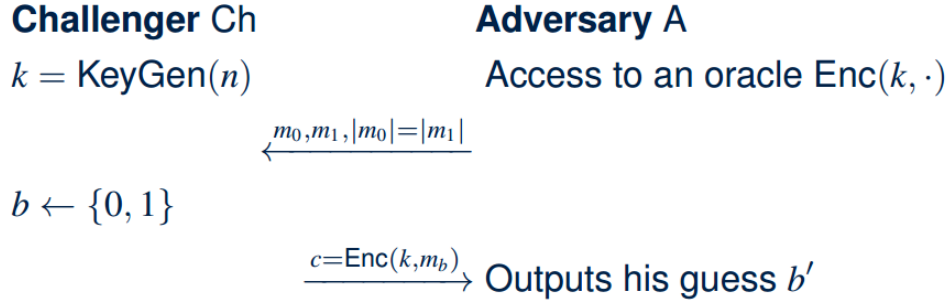 Challenger Ch Adversary A
k = KeyGen(n) Access to an oracle Enc(k, ·)
m₀,m₁,|m₀|=|m₁|
b ← {0, 1}
c=Enc(k,m_b) Outputs his guess b′